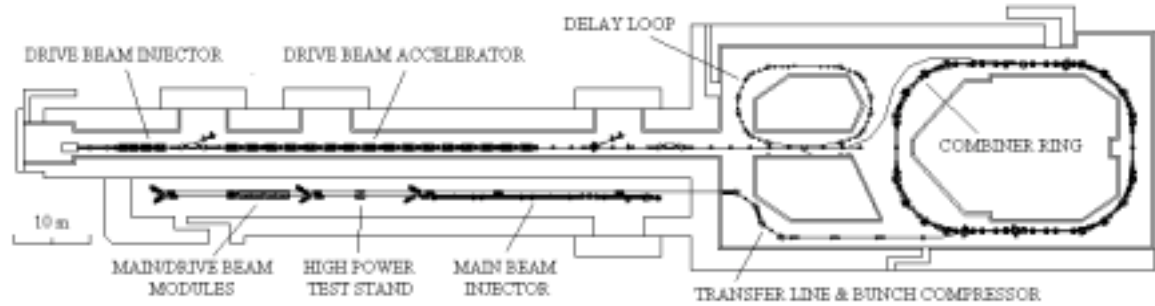 DELAY LOOP
DRIVE BEAM INJECTOR
DRIVE BEAM ACCELERATOR
COMBINER RING
10 m
MAIN/DRIVE BEAM
MODULES
HIGH POWER
TEST STAND
MAIN BEAM
INJECTOR
TRANSFER LINE & BUNCH COMPRESSOR